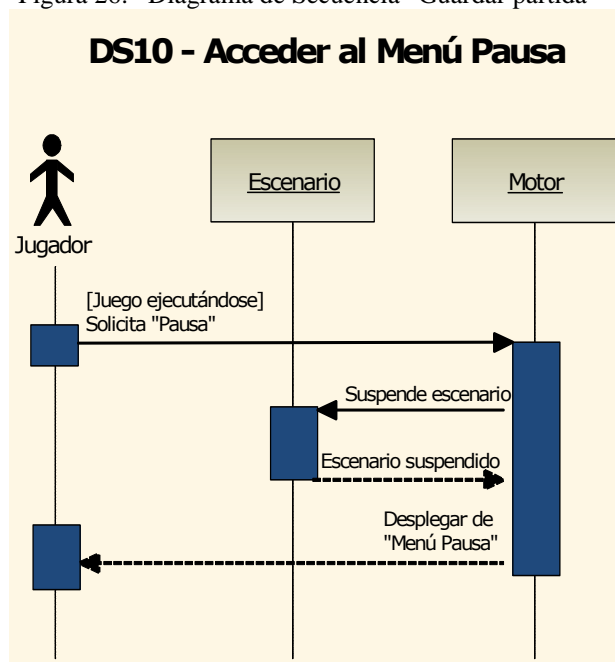 Figura 28. Diagrama de Secuencia "Guardar partida"
DS10 - Acceder al Menú Pausa
Escenario
Motor
Jugador
[Juego ejecutándose]
Solicita "Pausa"
Suspende escenario
Escenario suspendido
Desplegar de
"Menú Pausa"